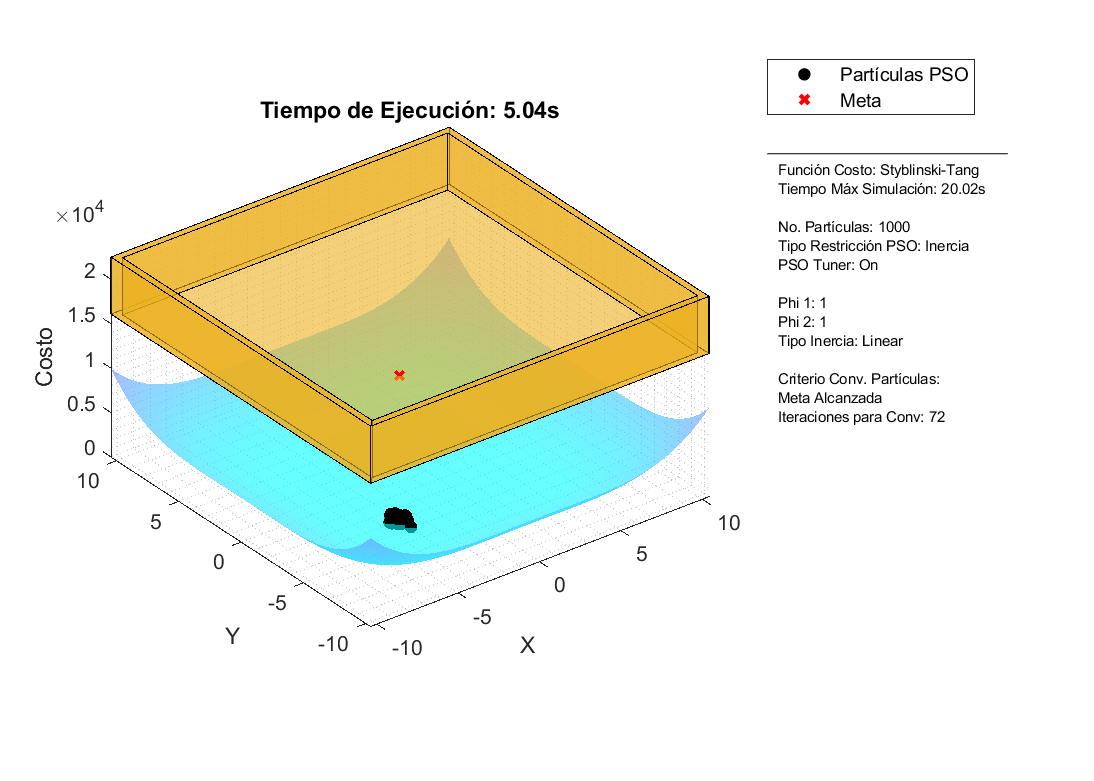 Tiempo de Ejecución: 5.04s
×10^4
2
1.5
1
0.5
0
Costo
10
5
0
-5
-10
Y
-10
-5
0
5
10
X
Partículas PSO
Meta
Función Costo: Styblinski-Tang
Tiempo Máx Simulación: 20.02s
No. Partículas: 1000
Tipo Restricción PSO: Inercia
PSO Tuner: On
Phi 1: 1
Phi 2: 1
Tipo Inercia: Linear
Criterio Conv. Partículas:
Meta Alcanzada
Iteraciones para Conv: 72